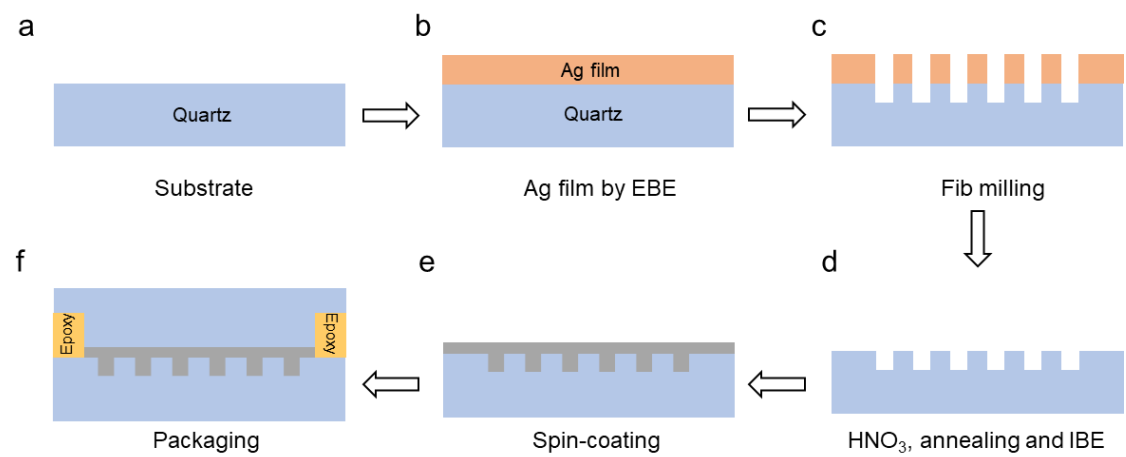 a
b
c
Quartz
Ag film
Quartz
Substrate
Ag film by EBE
Fib milling
f
e
d
Epoxy
Epoxy
Packaging
Spin-coating
HNO₃, annealing and IBE